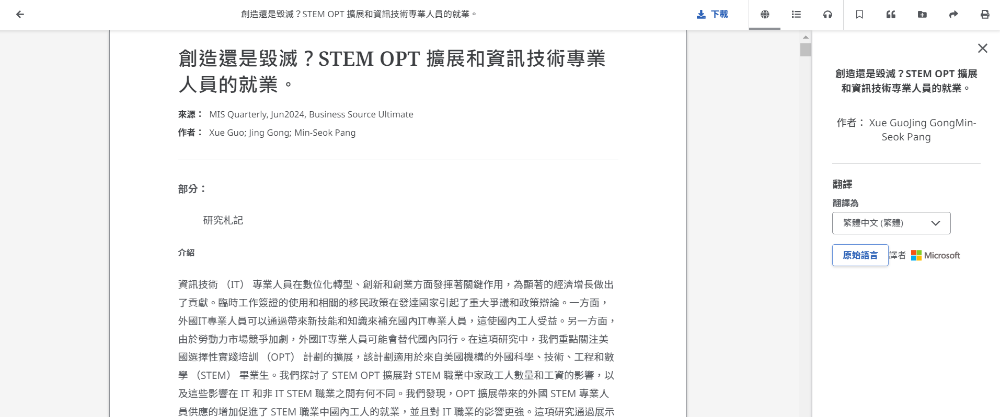 創造還是毀滅？STEM OPT 擴展和資訊技術專業人員的就業。
下載
創造還是毀滅？STEM OPT 擴展和資訊技術專業
人員的就業。
來源： MIS Quarterly, Jun2024, Business Source Ultimate
作者： Xue Guo; Jing Gong; Min-Seok Pang
部分：
研究札記
介紹
資訊技術 （IT） 專業人員在數位化轉型、創新和創業方面發揮著關鍵作用，為顯著的經濟增長做出
了貢獻。臨時工作簽證的使用和相關的移民政策在發達國家引起了重大爭議和政策辯論。一方面，
外國IT專業人員可以通過帶來新技能和知識來補充國內IT專業人員，這使國內工人受益。另一方面，
由於勞動力市場競爭加劇，外國IT專業人員可能會替代國內同行。在這項研究中，我們重點關注美
國選擇性實踐培訓 （OPT） 計劃的擴展，該計劃適用於來自美國機構的外國科學、技術、工程和數
學 （STEM） 畢業生。我們探討了 STEM OPT 擴展對 STEM 職業中家政工人數量和工資的影響，以
及這些影響在 IT 和非 IT STEM 職業之間有何不同。我們發現，OPT 擴展帶來的外國 STEM 專業人
員供應的增加促進了 STEM 職業中國內工人的就業，並且對 IT 職業的影響更強。這項研究通過展示
創造還是毀滅？STEM OPT 擴展
和資訊技術專業人員的就業。
作者： Xue GuoJing GongMin-
Seok Pang
翻譯
翻譯為
繁體中文 (繁體)
原始語言 譯者 Microsoft